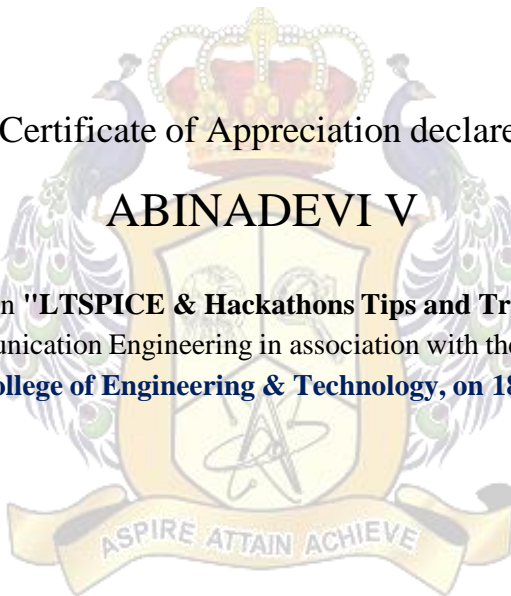 Certificate of Appreciation declare
ABINADEVI V
n "LTSPICE & Hackathons Tips and Tr
unication Engineering in association with the
ollege of Engineering & Technology, on 18
ASPIRE ATTAIN ACHIEVE